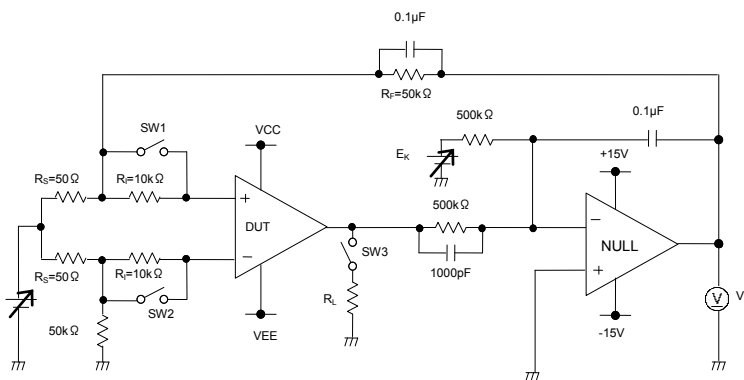 0.1μF
RF=50kΩ
500kΩ
0.1μF
SW1
VCC
EK
+15V
RS=50Ω
RI=10kΩ
500kΩ
+
DUT
−
NULL
−
+
RS=50Ω
RI=10kΩ
SW3
1000pF
V
V
SW2
RL
50kΩ
VEE
-15V